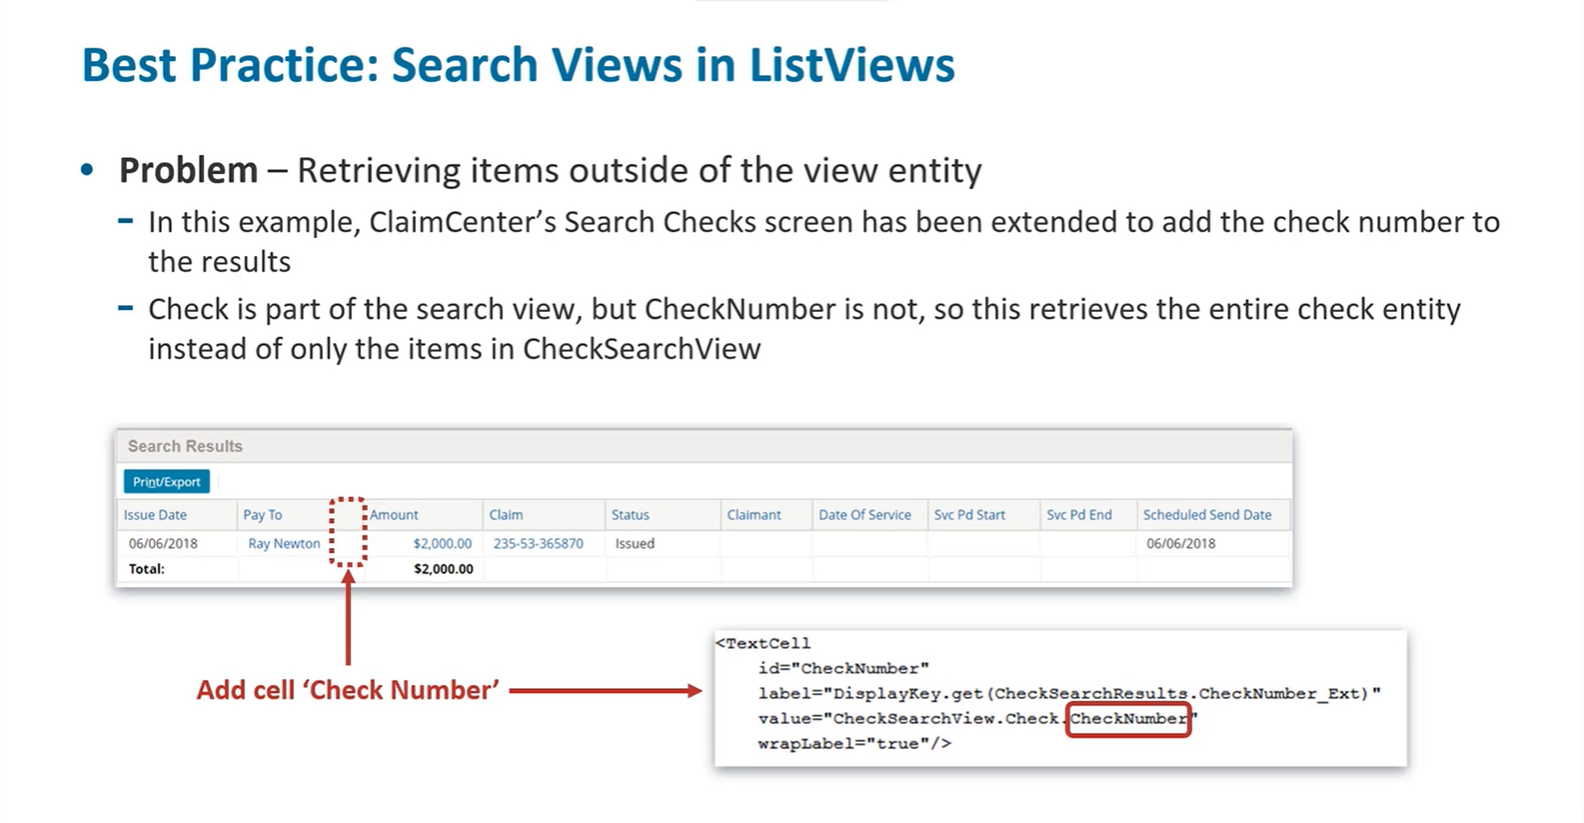 Best Practice: Search Views in ListViews
• Problem – Retrieving items outside of the view entity
– In this example, ClaimCenter’s Search Checks screen has been extended to add the check number to
the results
– Check is part of the search view, but CheckNumber is not, so this retrieves the entire check entity
instead of only the items in CheckSearchView
Search Results
Print/Export
Issue Date Pay To Amount Claim Status Claimant Date Of Service Svc Pd Start Svc Pd End Scheduled Send Date
06/06/2018 Ray Newton $2,000.00 235-53-365870 Issued 06/06/2018
Total: $2,000.00
Add cell ‘Check Number’
<TextCell
id="CheckNumber"
label="DisplayKey.get(CheckSearchResults.CheckNumber_Ext)"
value="CheckSearchView.Check.CheckNumber"
wrapLabel="true"/>